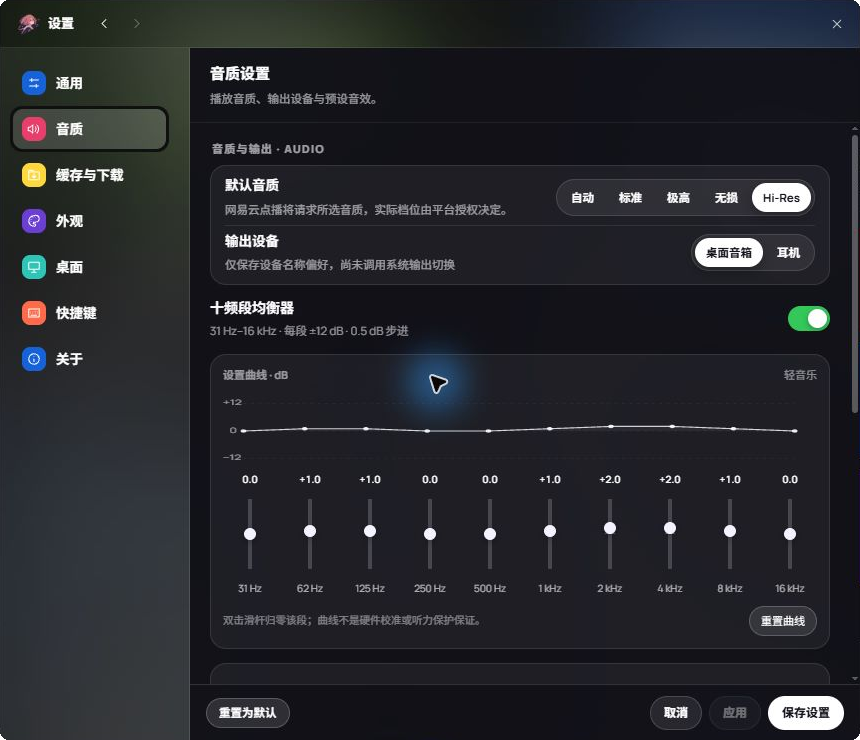 设置
通用
音质
缓存与下载
外观
桌面
快捷键
关于
音质设置
播放音质、输出设备与预设音效。
音质与输出 · AUDIO
默认音质
网易云点播将请求所选音质，实际档位由平台授权决定。
自动 标准 极高 无损 Hi-Res
输出设备
仅保存设备名称偏好，尚未调用系统输出切换
桌面音箱 耳机
十频段均衡器
31 Hz–16 kHz · 每段 ±12 dB · 0.5 dB 步进
设置曲线 · dB 轻音乐
+12
0
−12
0.0 +1.0 +1.0 0.0 0.0 +1.0 +2.0 +2.0 +1.0 0.0
31 Hz 62 Hz 125 Hz 250 Hz 500 Hz 1 kHz 2 kHz 4 kHz 8 kHz 16 kHz
双击滑杆归零该段；曲线不是硬件校准或听力保护保证。
重置曲线
重置为默认 取消 应用 保存设置